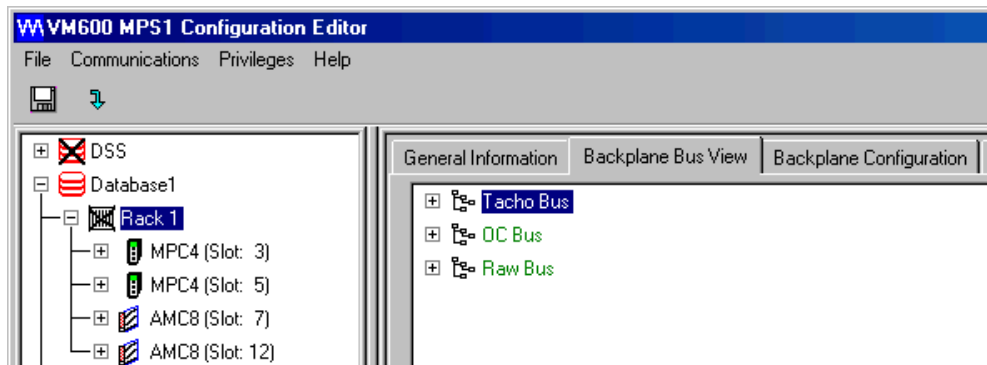 VM600 MPS1 Configuration Editor
File Communications Privileges Help
DSS
Database1
Rack 1
MPC4 (Slot: 3)
MPC4 (Slot: 5)
AMC8 (Slot: 7)
AMC8 (Slot: 12)
General Information Backplane Bus View Backplane Configuration
Tacho Bus
OC Bus
Raw Bus